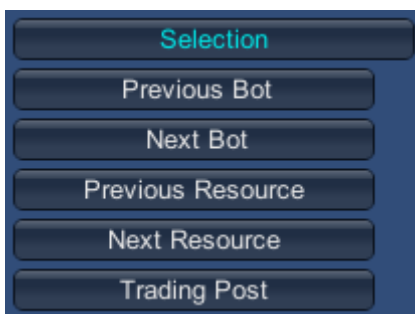 Selection
Previous Bot
Next Bot
Previous Resource
Next Resource
Trading Post